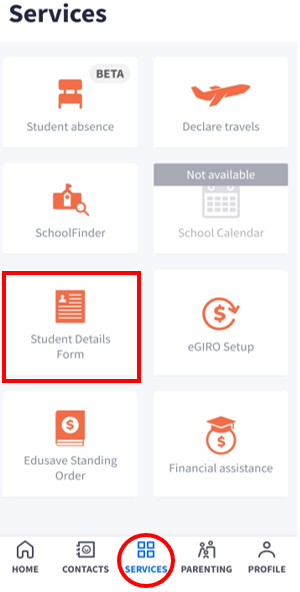 Services
BETA
Student absence
Declare travels
Not available
SchoolFinder
School Calendar
Student Details
Form
eGIRO Setup
Edusave Standing
Order
Financial assistance
HOME
CONTACTS
SERVICES
PARENTING
PROFILE